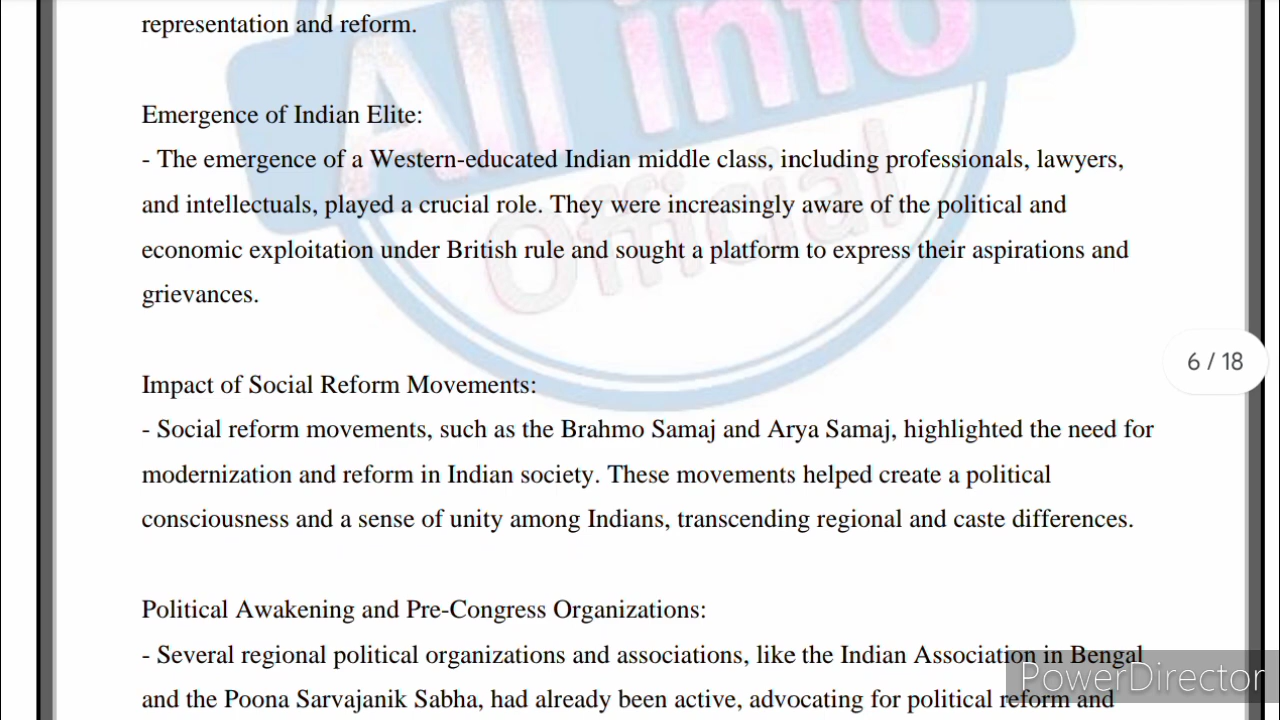 representation and reform.
All info
Official
Emergence of Indian Elite:
- The emergence of a Western-educated Indian middle class, including professionals, lawyers,
and intellectuals, played a crucial role. They were increasingly aware of the political and
economic exploitation under British rule and sought a platform to express their aspirations and
grievances.
Impact of Social Reform Movements:
- Social reform movements, such as the Brahmo Samaj and Arya Samaj, highlighted the need for
modernization and reform in Indian society. These movements helped create a political
consciousness and a sense of unity among Indians, transcending regional and caste differences.
6 / 18
Political Awakening and Pre-Congress Organizations:
- Several regional political organizations and associations, like the Indian Association in Bengal
and the Poona Sarvajanik Sabha, had already been active, advocating for political reform and
PowerDirector